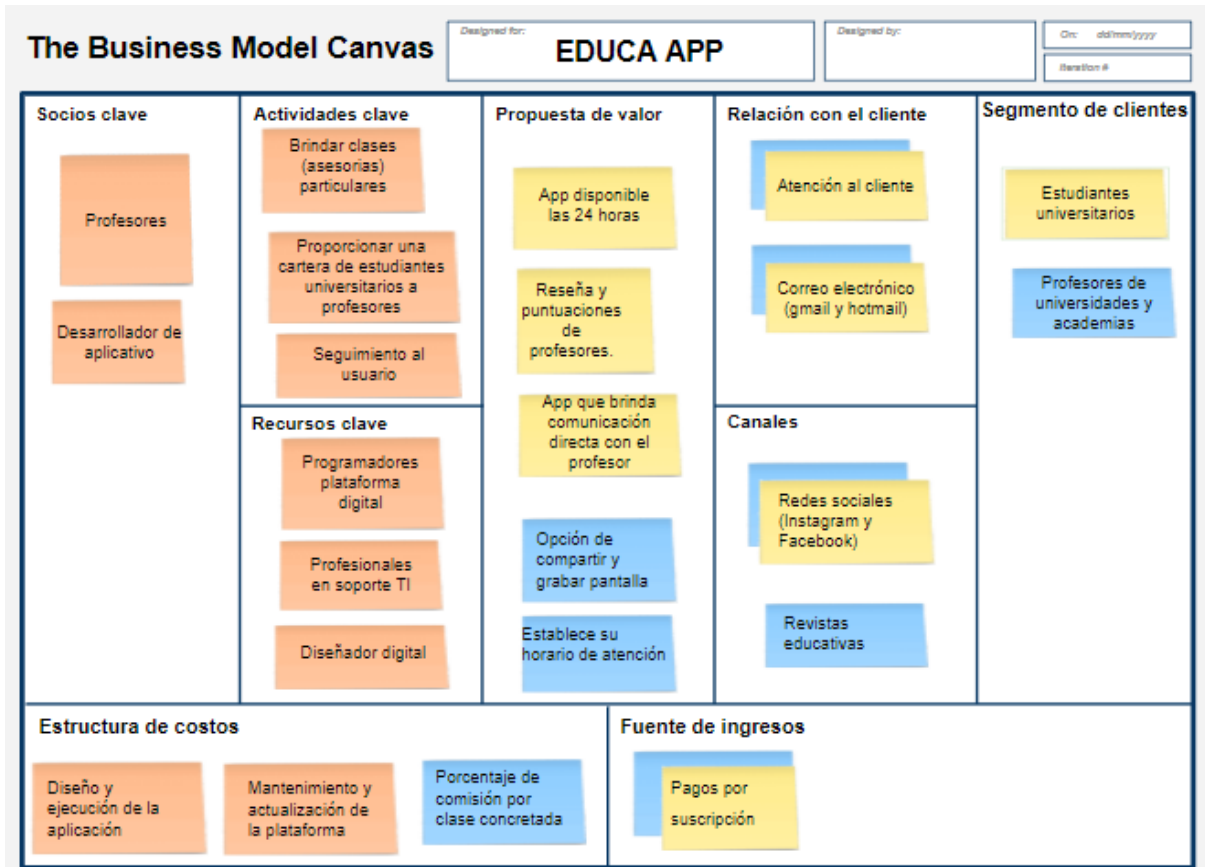 The Business Model Canvas
Designed for:
EDUCA APP
Designed by:
On: dd/mm/yyyy
Iteration #
Socios clave
Profesores
Desarrollador de
aplicativo
Actividades clave
Brindar clases
(asesorias)
particulares
Proporcionar una
cartera de estudiantes
universitarios a
profesores
Seguimiento al
usuario
Recursos clave
Programadores
plataforma
digital
Profesionales
en soporte TI
Diseñador digital
Propuesta de valor
App disponible
las 24 horas
Reseña y
puntuaciones
de
profesores.
App que brinda
comunicación
directa con el
profesor
Opción de
compartir y
grabar pantalla
Establece su
horario de atención
Relación con el cliente
Atención al cliente
Correo electrónico
(gmail y hotmail)
Canales
Redes sociales
(Instagram y
Facebook)
Revistas
educativas
Segmento de clientes
Estudiantes
universitarios
Profesores de
universidades y
academias
Estructura de costos
Diseño y
ejecución de la
aplicación
Mantenimiento y
actualización de
la plataforma
Porcentaje de
comisión por
clase concretada
Fuente de ingresos
Pagos por
suscripción